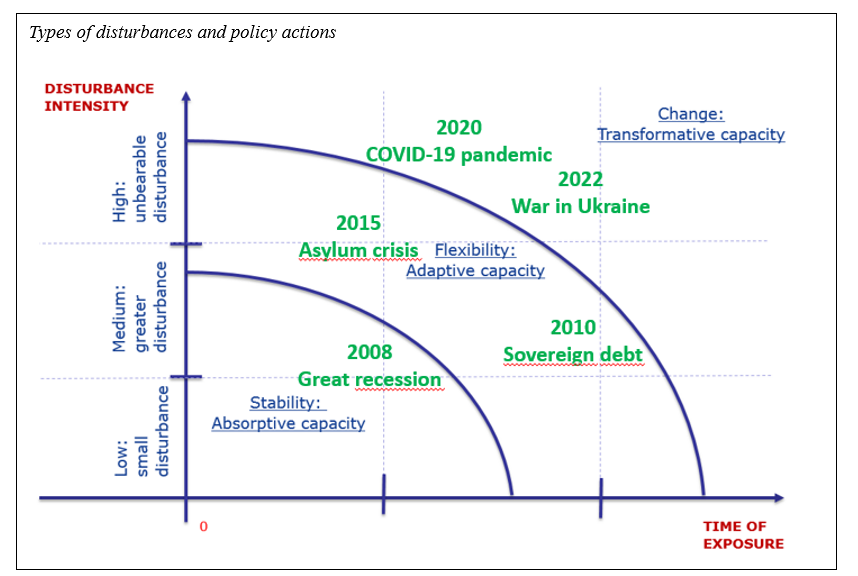 Types of disturbances and policy actions
DISTURBANCE
INTENSITY
High:
unbearable
disturbance
Medium:
greater
disturbance
Low:
small
disturbance
2020
COVID-19 pandemic
Change:
Transformative capacity
2022
War in Ukraine
2015
Asylum crisis
Flexibility:
Adaptive capacity
2010
Sovereign debt
2008
Great recession
Stability:
Absorptive capacity
0
TIME OF
EXPOSURE